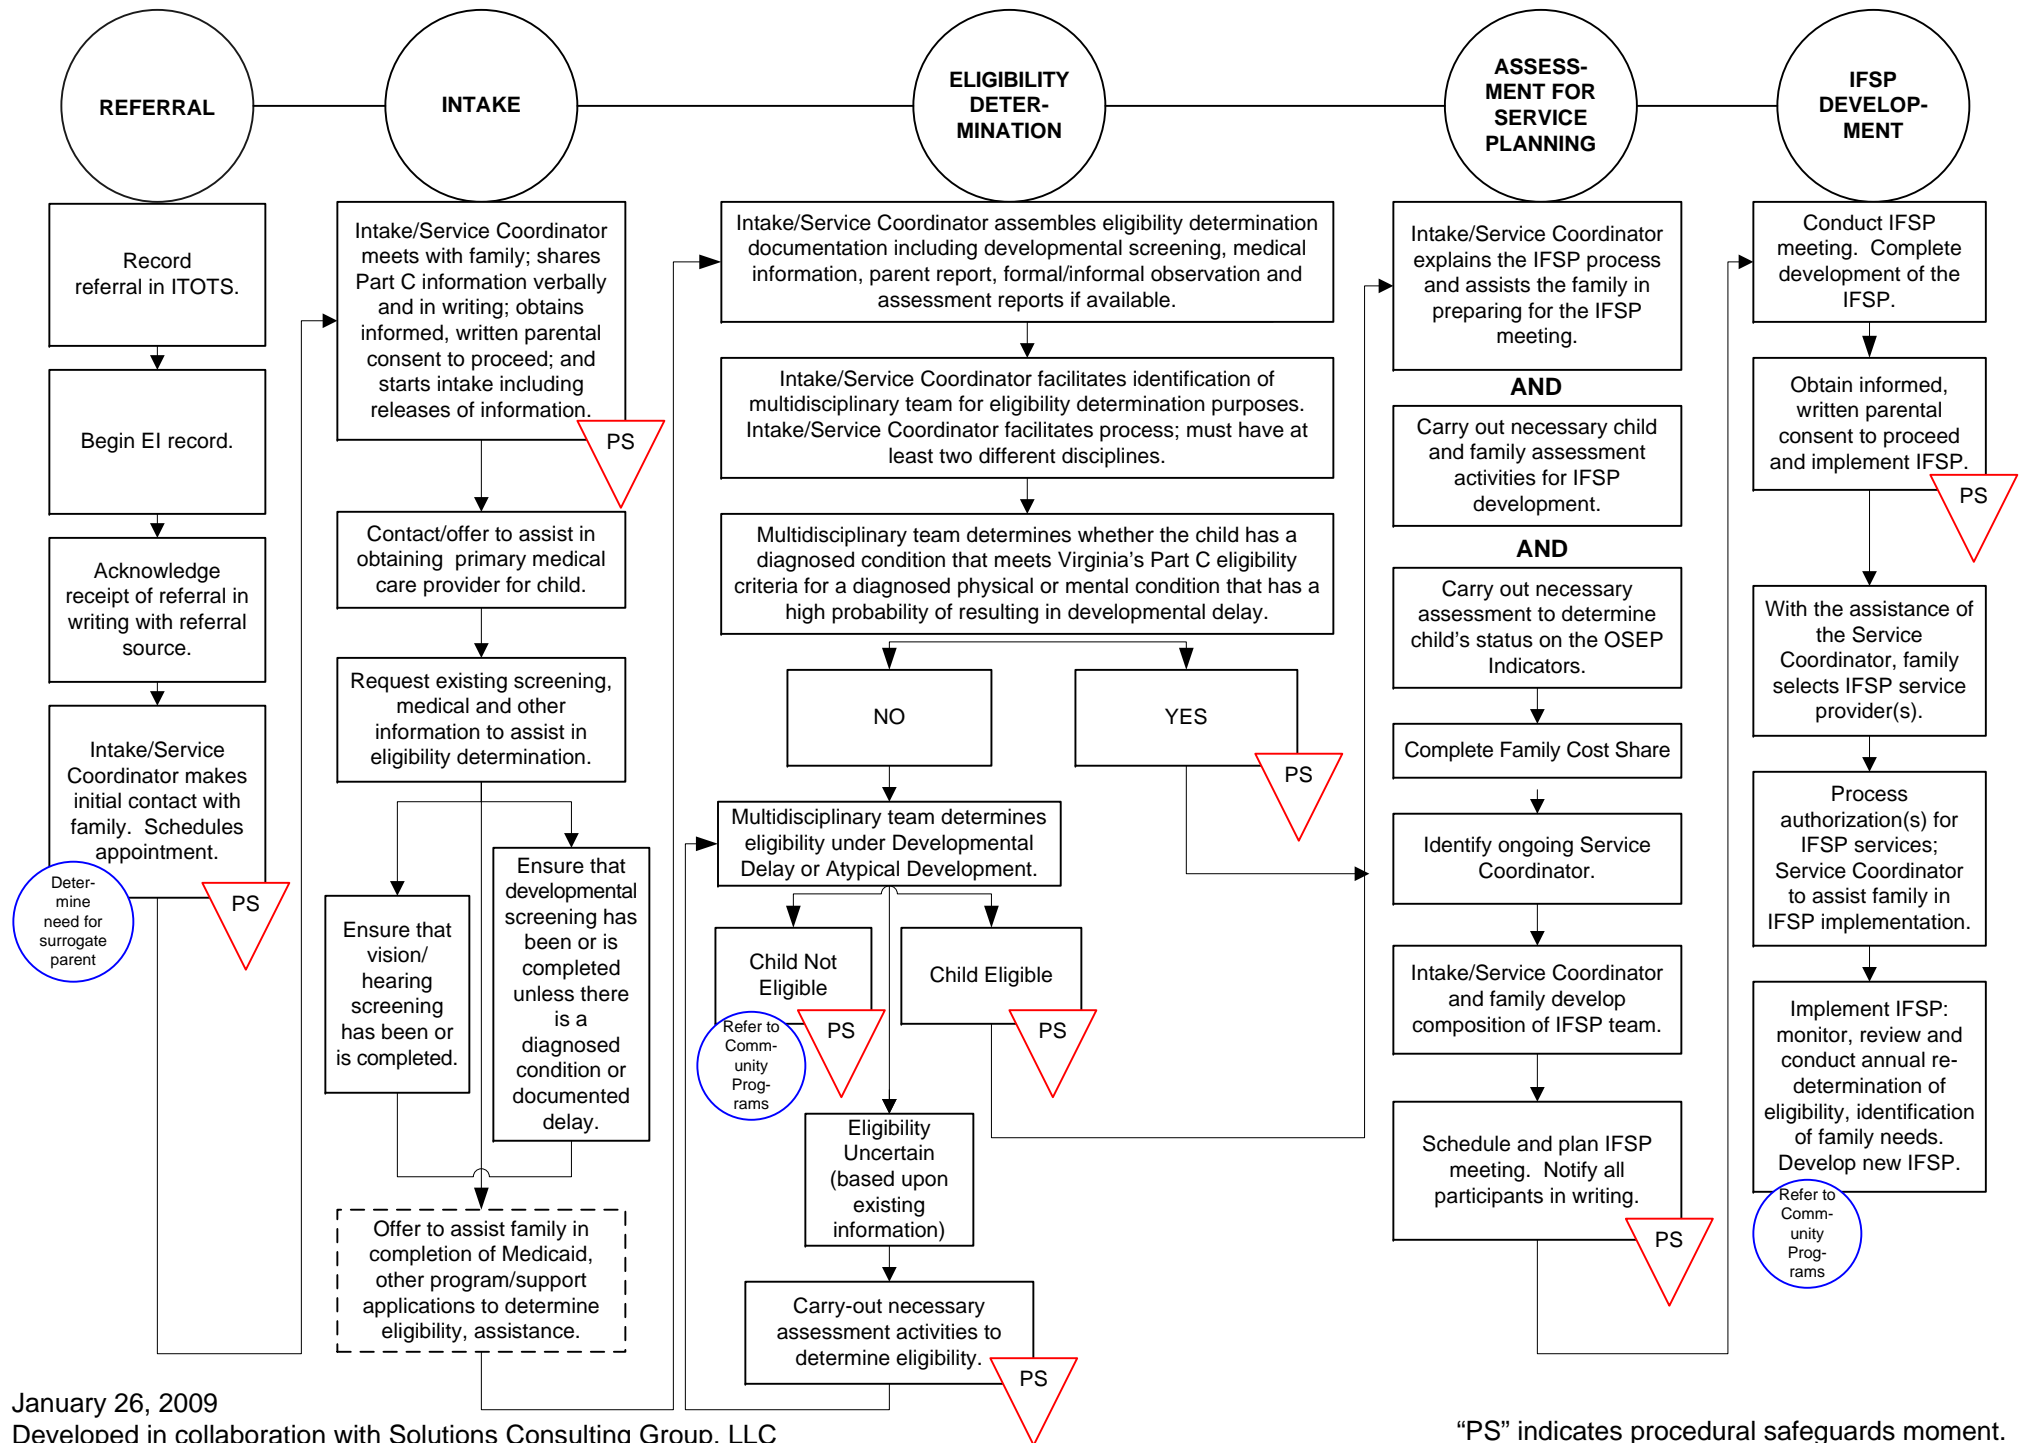 REFERRAL
INTAKE
ELIGIBILITY
DETER-
MINATION
ASSESS-
MENT FOR
SERVICE
PLANNING
IFSP
DEVELOP-
MENT
Record
referral in ITOTS.
Begin EI record.
Acknowledge
receipt of referral in
writing with referral
source.
Intake/Service
Coordinator makes
initial contact with
family.  Schedules
appointment.
Deter-
mine
need for
surrogate
parent
PS
Intake/Service Coordinator
meets with family; shares
Part C information verbally
and in writing; obtains
informed, written parental
consent to proceed; and
starts intake including
releases of information.
PS
Contact/offer to assist in
obtaining  primary medical
care provider for child.
Request existing screening,
medical and other
information to assist in
eligibility determination.
Ensure that
vision/
hearing
screening
has been or
is completed.
Ensure that
developmental
screening has
been or is
completed
unless there
is a
diagnosed
condition or
documented
delay.
Offer to assist family in
completion of Medicaid,
other program/support
applications to determine
eligibility, assistance.
Intake/Service Coordinator assembles eligibility determination
documentation including developmental screening, medical
information, parent report, formal/informal observation and
assessment reports if available.
Intake/Service Coordinator facilitates identification of
multidisciplinary team for eligibility determination purposes.
Intake/Service Coordinator facilitates process; must have at
least two different disciplines.
Multidisciplinary team determines whether the child has a
diagnosed condition that meets Virginia's Part C eligibility
criteria for a diagnosed physical or mental condition that has a
high probability of resulting in developmental delay.
NO
YES
PS
Multidisciplinary team determines
eligibility under Developmental
Delay or Atypical Development.
Child Not
Eligible
PS
Refer to
Comm-
unity
Prog-
rams
Child Eligible
PS
Eligibility
Uncertain
(based upon
existing
information)
Carry-out necessary
assessment activities to
determine eligibility.
PS
Intake/Service Coordinator
explains the IFSP process
and assists the family in
preparing for the IFSP
meeting.
AND
Carry out necessary child
and family assessment
activities for IFSP
development.
AND
Carry out necessary
assessment to determine
child's status on the OSEP
Indicators.
Complete Family Cost Share
Identify ongoing Service
Coordinator.
Intake/Service Coordinator
and family develop
composition of IFSP team.
Schedule and plan IFSP
meeting.  Notify all
participants in writing.
PS
Conduct IFSP
meeting.  Complete
development of the
IFSP.
Obtain informed,
written parental
consent to proceed
and implement IFSP.
PS
With the assistance of
the Service
Coordinator, family
selects IFSP service
provider(s).
Process
authorization(s) for
IFSP services;
Service Coordinator
to assist family in
IFSP implementation.
Implement IFSP:
monitor, review and
conduct annual re-
determination of
eligibility, identification
of family needs.
Develop new IFSP.
Refer to
Comm-
unity
Prog-
rams
January 26, 2009
Developed in collaboration with Solutions Consulting Group, LLC
“PS” indicates procedural safeguards moment.